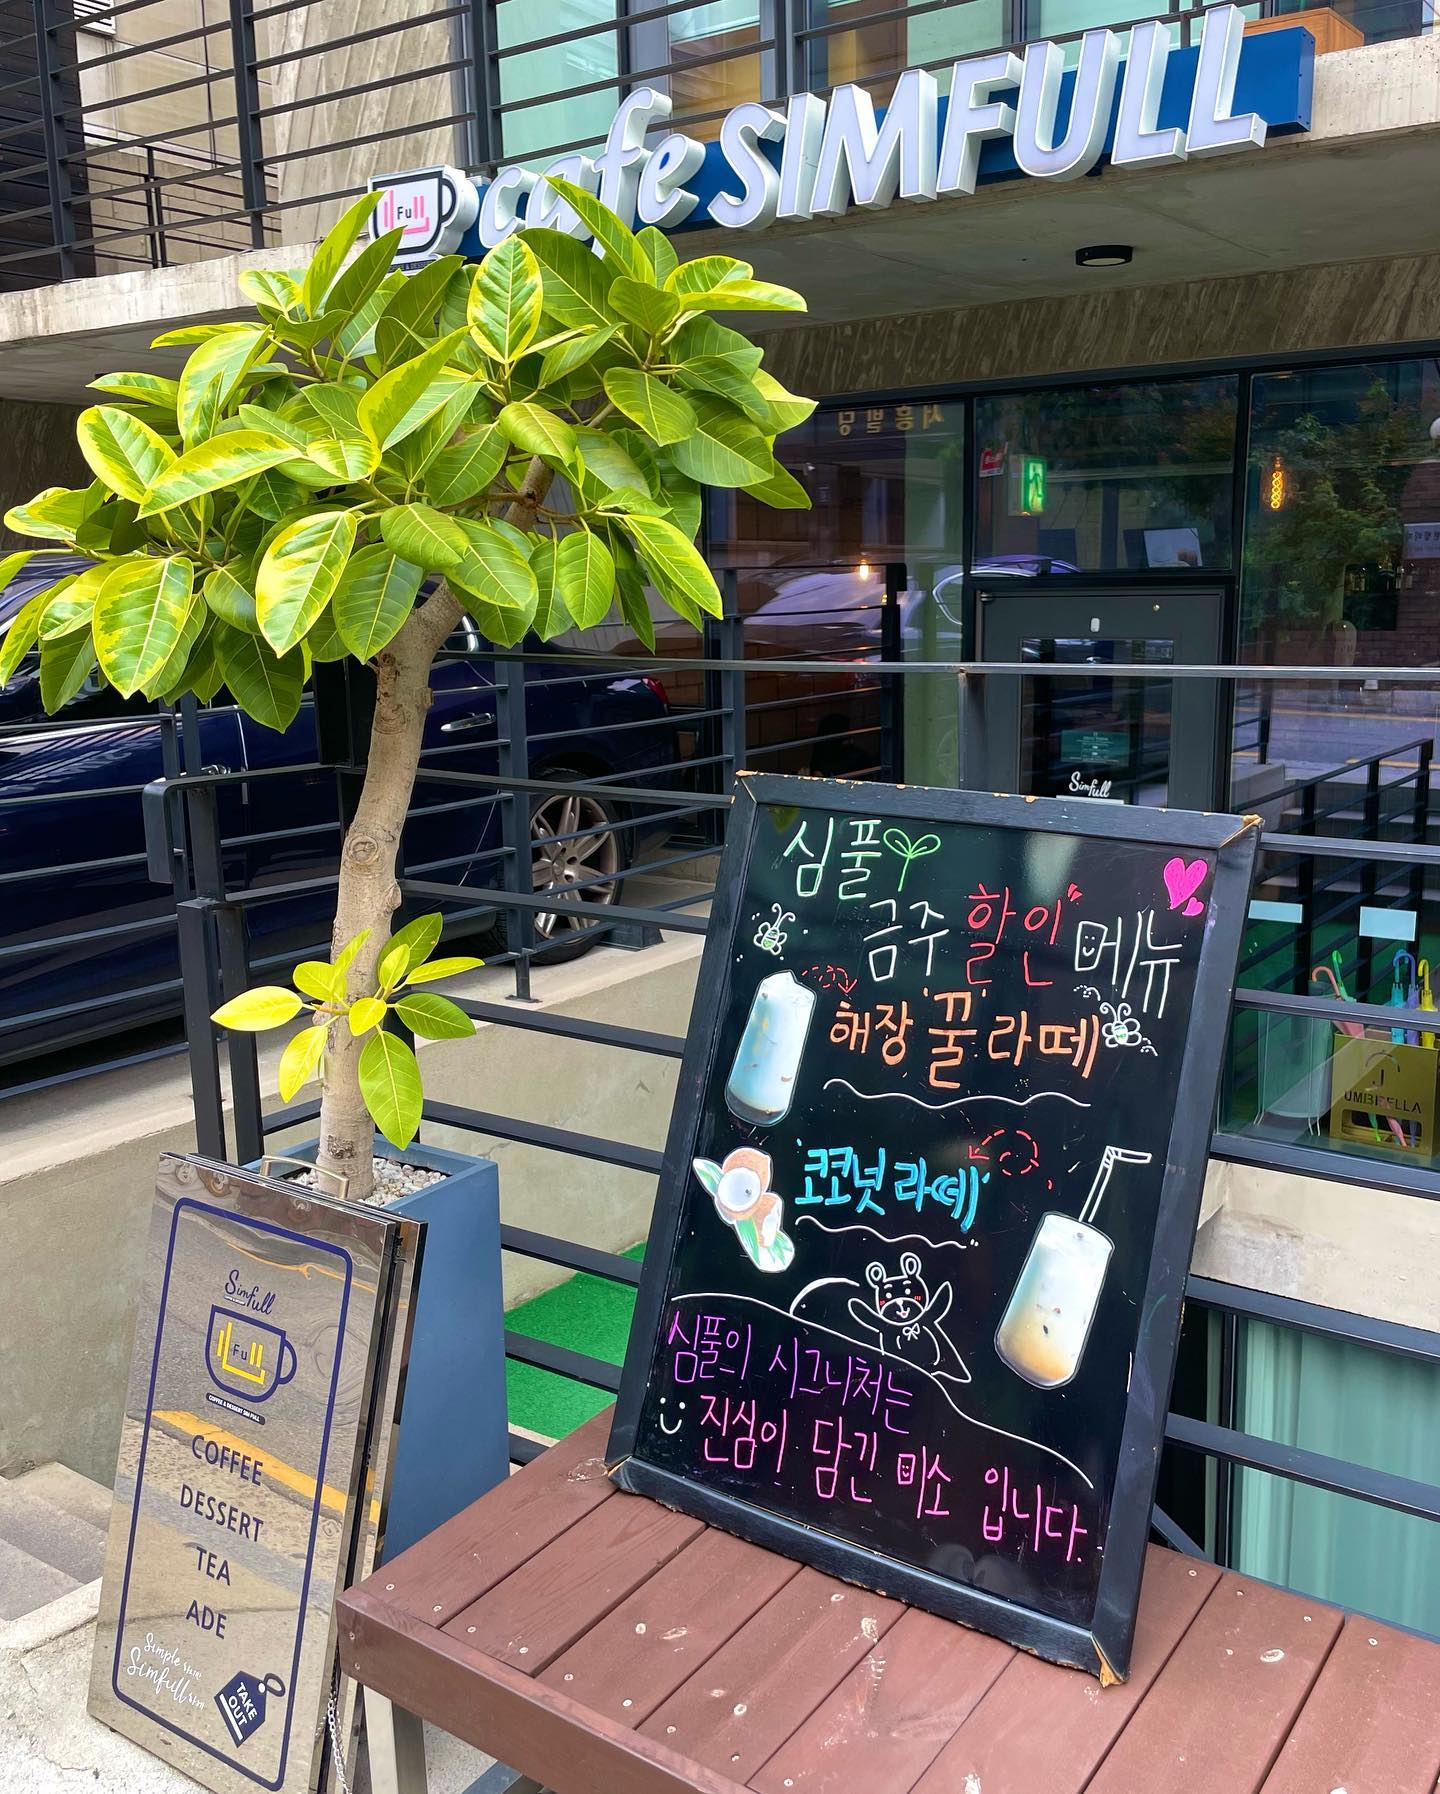 Full
cafe SIMFULL
Simfull
심풀
금주 할인 메뉴
해장 '꿀' 라떼
코코넛 라떼
심풀의 시그니처는
진심이 담긴 미소 입니다.
UMBRELLA
Simfull
Full
COFFEE & DESSERT SIM FULL
COFFEE
DESSERT
TEA
ADE
Simple
Simfull
TAKE
OUT